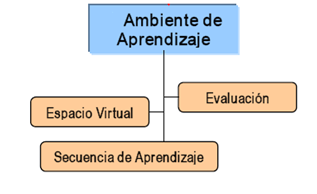 Ambiente de
Aprendizaje
Evaluación
Espacio Virtual
Secuencia de Aprendizaje